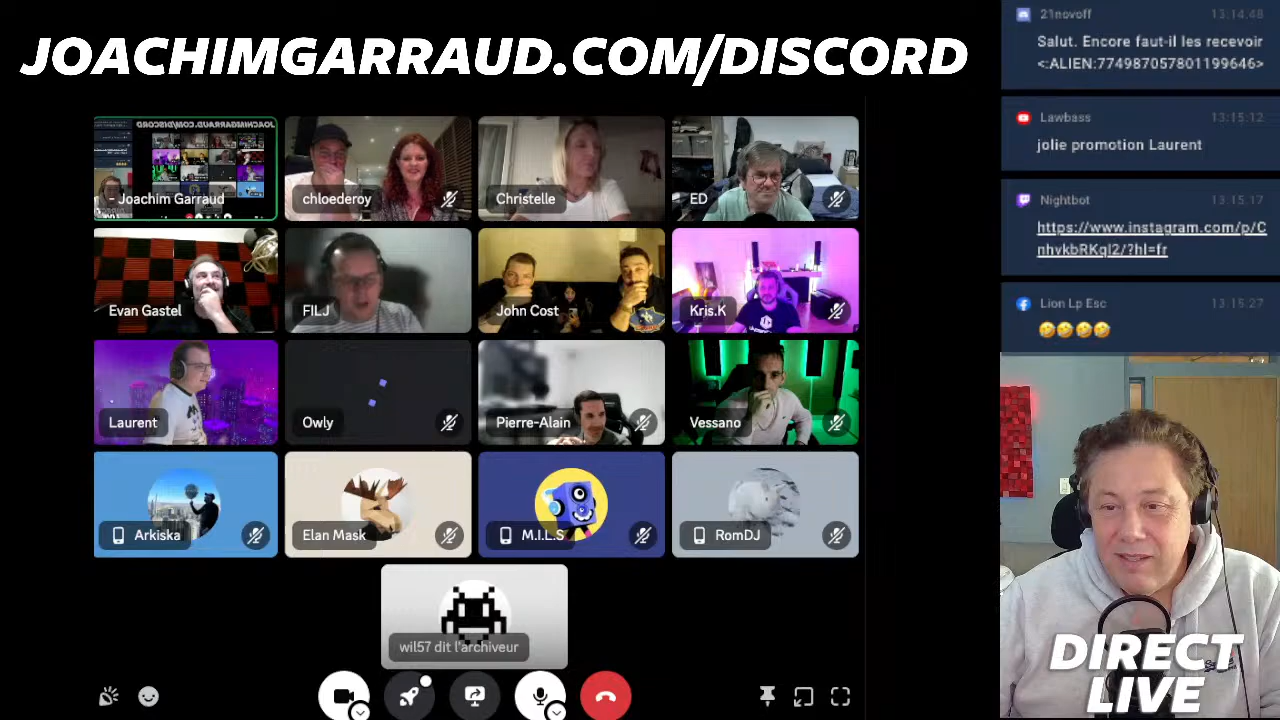 JOACHIMGARRAUD.COM/DISCORD
- Joachim Garraud
chloederoy
Christelle
ED
Evan Gastel
FILJ
John Cost
Kris.K
Laurent
Owly
Pierre-Alain
Vessano
Arkiska
Elan Mask
M.I.L.S
RomDJ
wil57 dit l'archiveur
21novoff 13:14:48
Salut. Encore faut-il les recevoir
<:ALIEN:774987057801199646>
Lawbass 13:15:12
jolie promotion Laurent
Nightbot 13:15:17
https://www.instagram.com/p/C
nhvkbRKqI2/?hl=fr
Lion Lp Esc 13:15:27
🤣🤣🤣🤣
DIRECT
LIVE